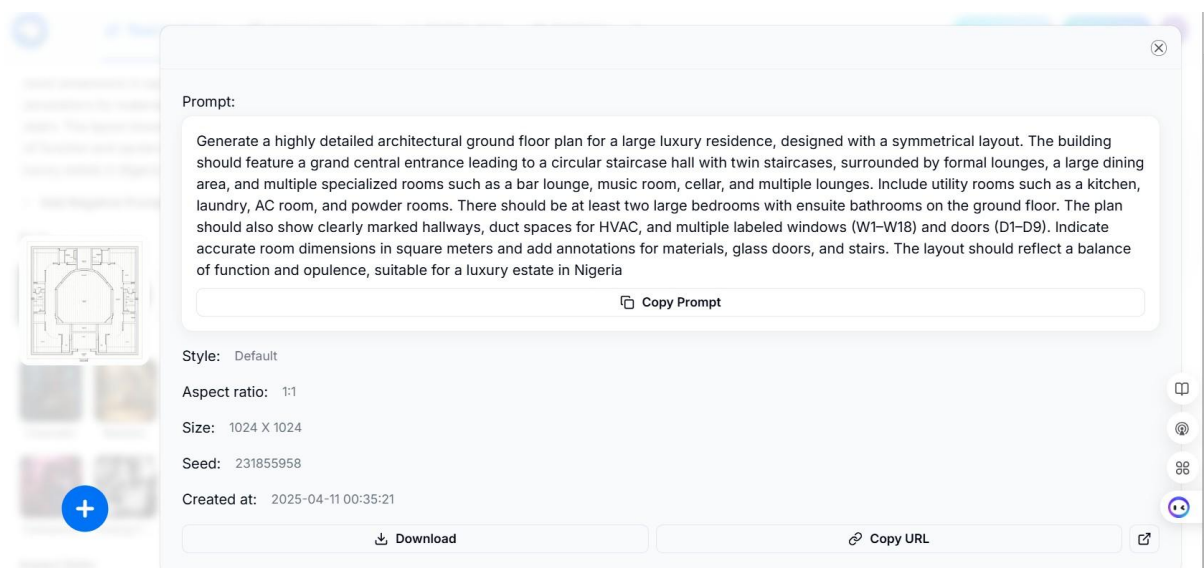 Prompt:
Generate a highly detailed architectural ground floor plan for a large luxury residence, designed with a symmetrical layout. The building
should feature a grand central entrance leading to a circular staircase hall with twin staircases, surrounded by formal lounges, a large dining
area, and multiple specialized rooms such as a bar lounge, music room, cellar, and multiple lounges. Include utility rooms such as a kitchen,
laundry, AC room, and powder rooms. There should be at least two large bedrooms with ensuite bathrooms on the ground floor. The plan
should also show clearly marked hallways, duct spaces for HVAC, and multiple labeled windows (W1–W18) and doors (D1–D9). Indicate
accurate room dimensions in square meters and add annotations for materials, glass doors, and stairs. The layout should reflect a balance
of function and opulence, suitable for a luxury estate in Nigeria
Copy Prompt
Style: Default
Aspect ratio: 1:1
Size: 1024 X 1024
Seed: 231855958
Created at: 2025-04-11 00:35:21
Download
Copy URL